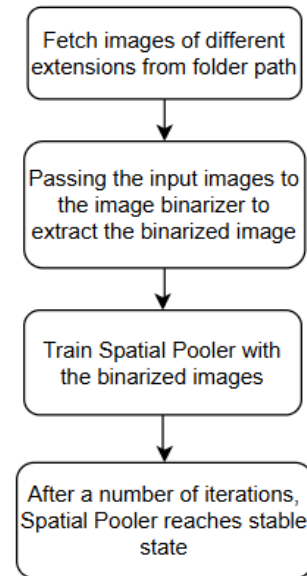 Fetch images of different
extensions from folder path
Passing the input images to
the image binarizer to
extract the binarized image
Train Spatial Pooler with
the binarized images
After a number of iterations,
Spatial Pooler reaches stable
state